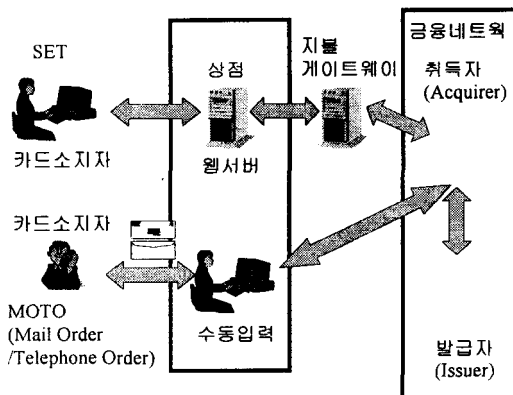 SET
카드소지자
상점
웹서버
지불
게이트웨이
금융네트웍
취득자
(Acquirer)
카드소지자
MOTO
(Mail Order
/Telephone Order)
수동입력
발급자
(Issuer)